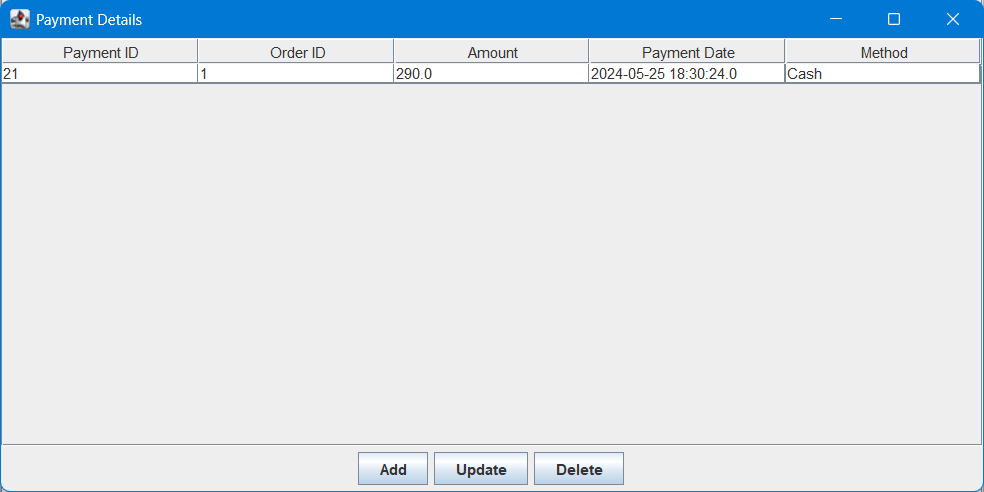 Payment Details
Payment ID Order ID Amount Payment Date Method
21 1 290.0 2024-05-25 18:30:24.0 Cash
Add Update Delete